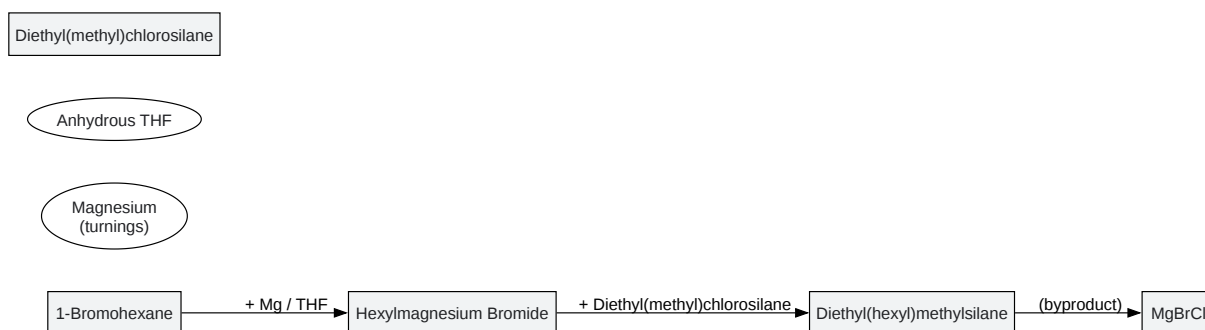 Diethyl(methyl)chlorosilane
Anhydrous THF
Magnesium
(turnings)
1-Bromohexane
+ Mg / THF
Hexylmagnesium Bromide
+ Diethyl(methyl)chlorosilane
Diethyl(hexyl)methylsilane
(byproduct)
MgBrCl